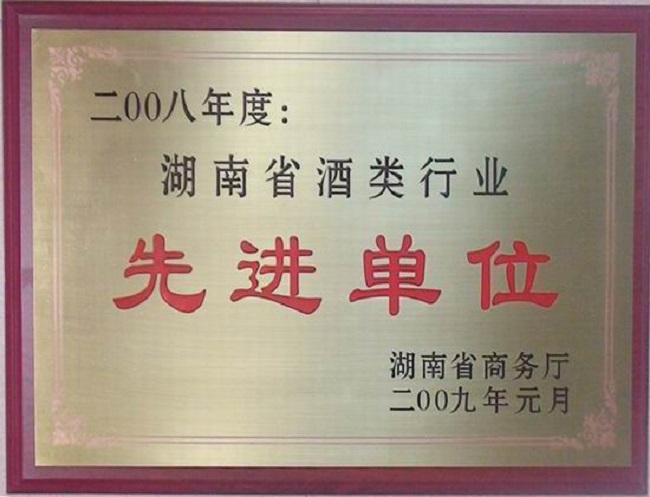 二00八年度:
湖南省酒类行业
先进单位
湖南省商务厅
二00九年元月